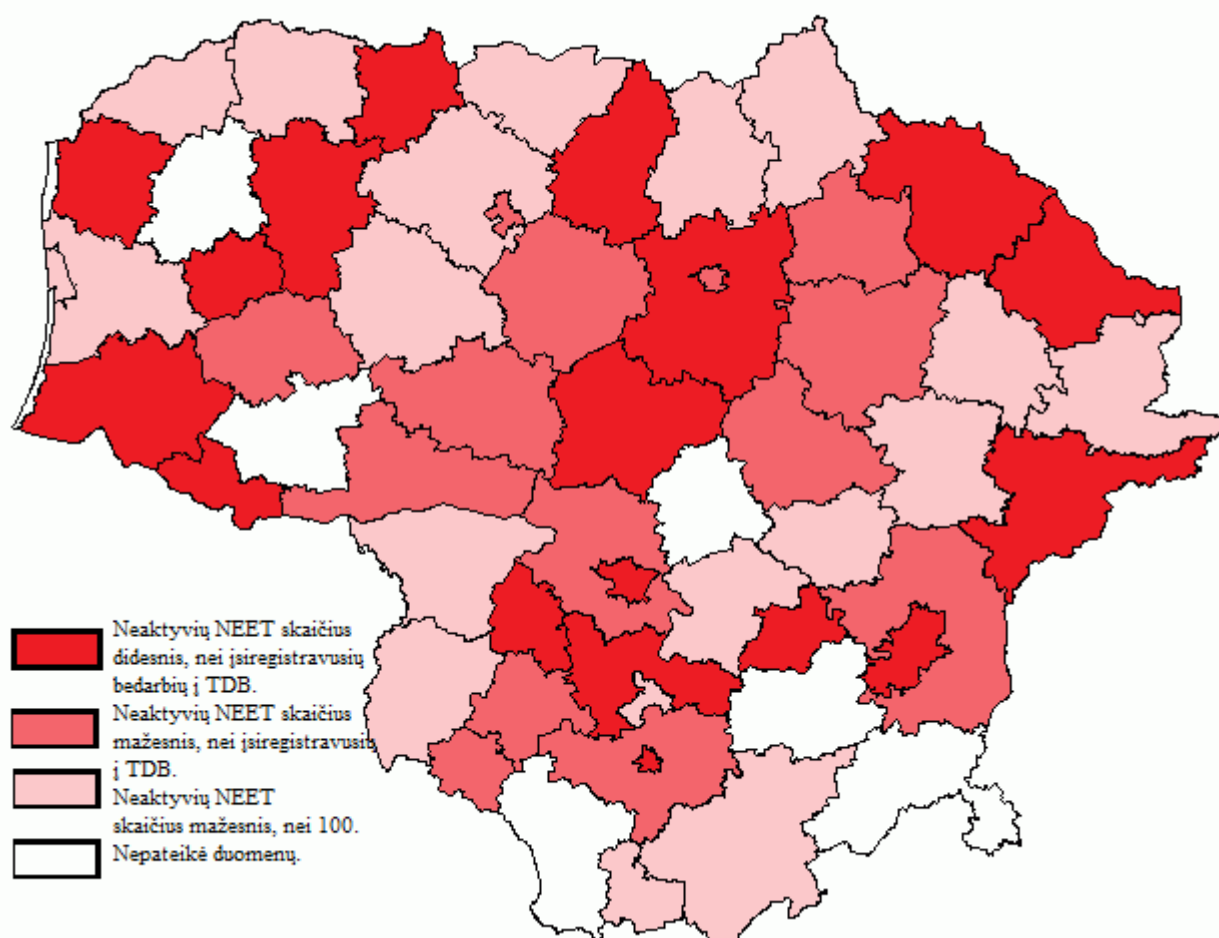 Neaktyvių NEET skaičius
didesnis, nei įsiregistravusių
bedarbių į TDB.
Neaktyvių NEET skaičius
mažesnis, nei įsiregistravusių
į TDB.
Neaktyvių NEET
skaičius mažesnis, nei 100.
Nepateikė duomenų.